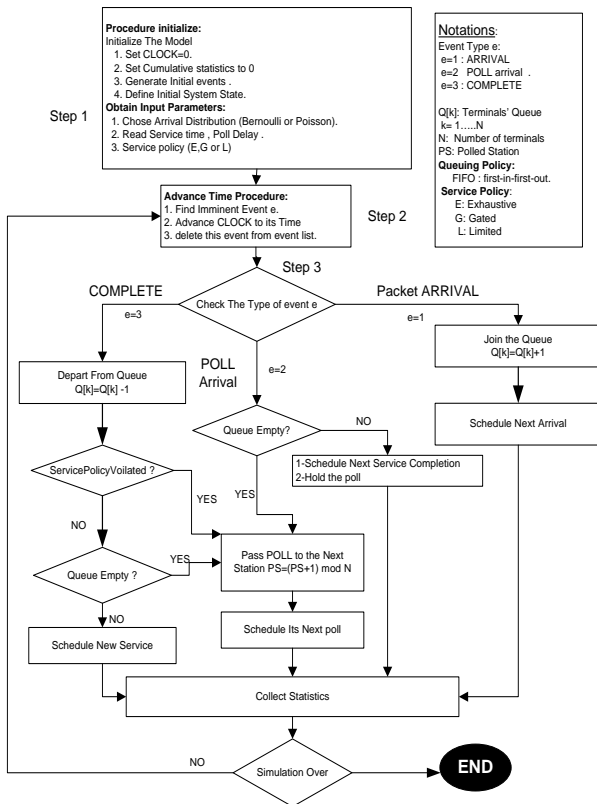 Procedure initialize:
Initialize The Model
1. Set CLOCK=0.
2. Set Cumulative statistics to 0
3. Generate Initial events .
4. Define Initial System State.
Obtain Input Parameters:
1. Chose Arrival Distribution (Bernoulli or Poisson).
2. Read Service time , Poll Delay .
3. Service policy (E,G or L)
Step 1
Notations:
Event Type e:
e=1 : ARRIVAL
e=2 POLL arrival .
e=3 : COMPLETE
Q[k]: Terminals' Queue
k= 1.....N
N: Number of terminals
PS: Polled Station
Queuing Policy:
FIFO : first-in-first-out.
Service Policy:
E: Exhaustive
G: Gated
L: Limited
Advance Time Procedure:
1. Find Imminent Event e.
2. Advance CLOCK to its Time
3. delete this event from event list.
Step 2
Step 3
Check The Type of event e
COMPLETE
e=3
Packet ARRIVAL
e=1
POLL
Arrival
e=2
Join the Queue
Q[k]=Q[k]+1
Depart From Queue
Q[k]=Q[k] -1
Schedule Next Arrival
Queue Empty?
NO
1-Schedule Next Service Completion
2-Hold the poll
YES
ServicePolicyVoilated ?
YES
NO
Pass POLL to the Next
Station PS=(PS+1) mod N
Queue Empty ?
YES
NO
Schedule New Service
Schedule Its Next poll
Collect Statistics
Simulation Over
NO
END